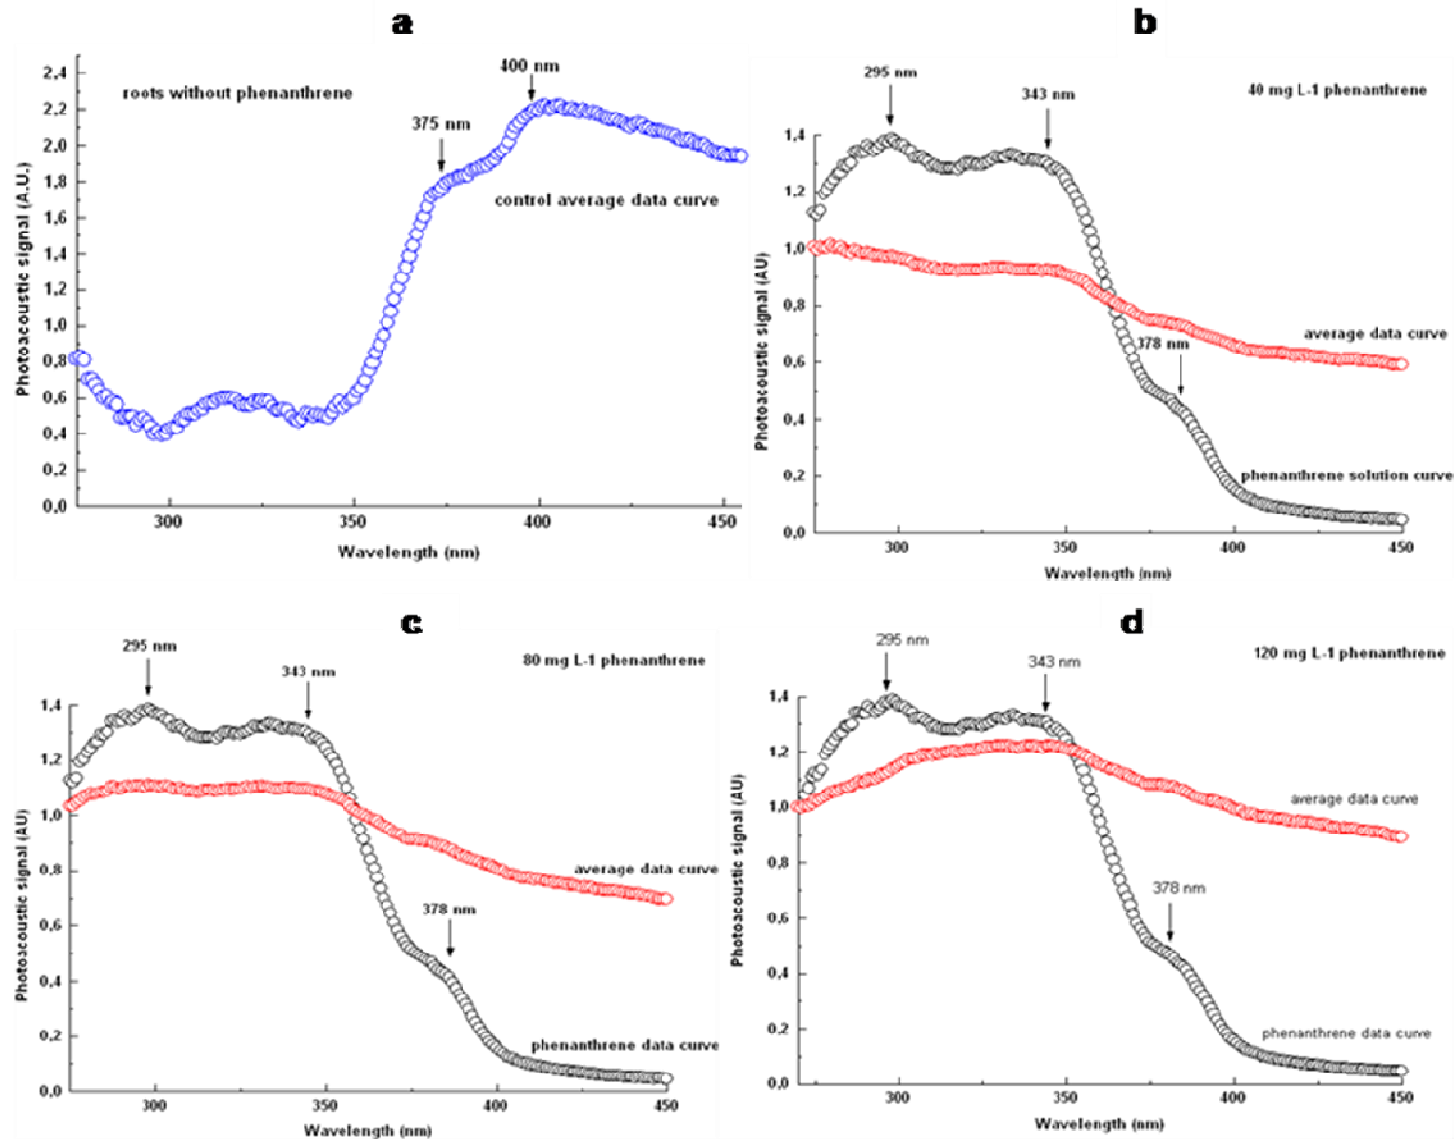 a
roots without phenanthrene
400 nm
375 nm
control average data curve
Photoacoustic signal (A.U.)
2,4
2,2
2,0
1,8
1,6
1,4
1,2
1,0
0,8
0,6
0,4
0,2
0,0
300
350
400
450
Wavelength (nm)
b
295 nm
343 nm
40 mg L-1 phenanthrene
378 nm
average data curve
phenanthrene solution curve
Photoacoustic signal (AU)
1,4
1,2
1,0
0,8
0,6
0,4
0,2
0,0
300
350
400
450
Wavelength (nm)
c
295 nm
343 nm
80 mg L-1 phenanthrene
average data curve
378 nm
phenanthrene data curve
Photoacoustic signal (AU)
1,4
1,2
1,0
0,8
0,6
0,4
0,2
0,0
300
350
400
450
Wavelength (nm)
d
295 nm
343 nm
120 mg L-1 phenanthrene
average data curve
378 nm
phenanthrene data curve
Photoacoustic signal (AU)
1,4
1,2
1,0
0,8
0,6
0,4
0,2
0,0
300
350
400
450
Wavelength (nm)